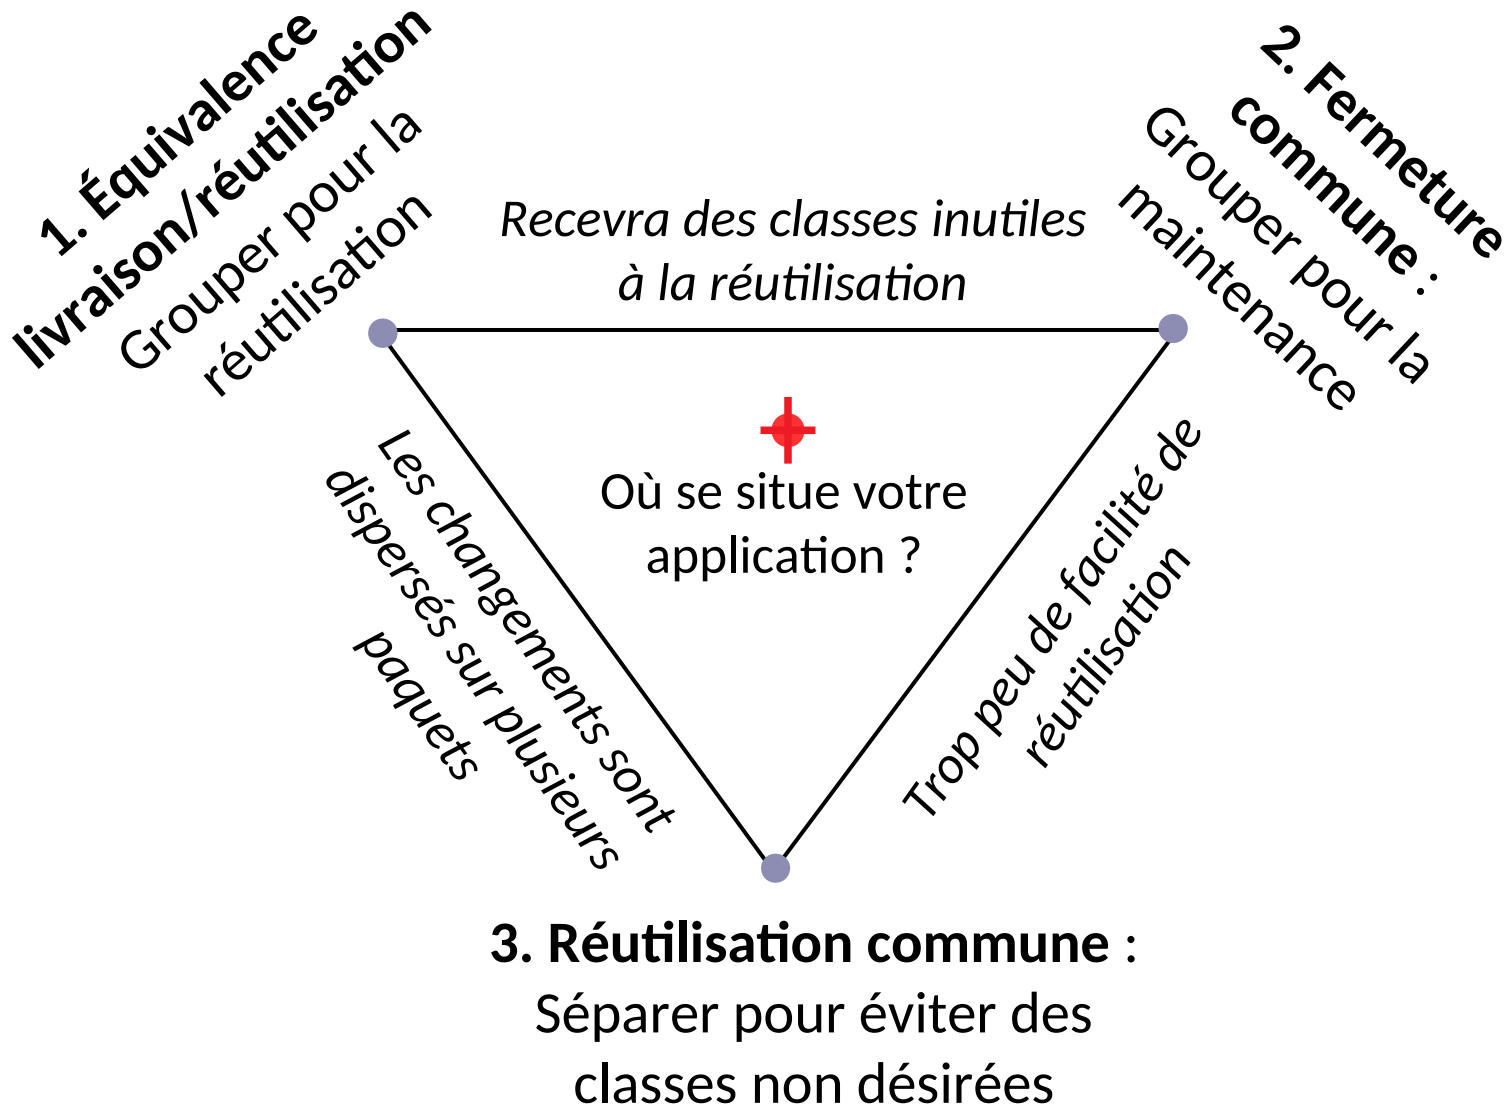 1. Équivalence
livraison/réutilisation
Grouper pour la
réutilisation
2. Fermeture
commune :
Grouper pour la
maintenance
Recevra des classes inutiles
à la réutilisation
Où se situe votre
application ?
Les changements sont
dispersés sur plusieurs
paquets
Trop peu de facilité de
réutilisation
3. Réutilisation commune :
Séparer pour éviter des
classes non désirées